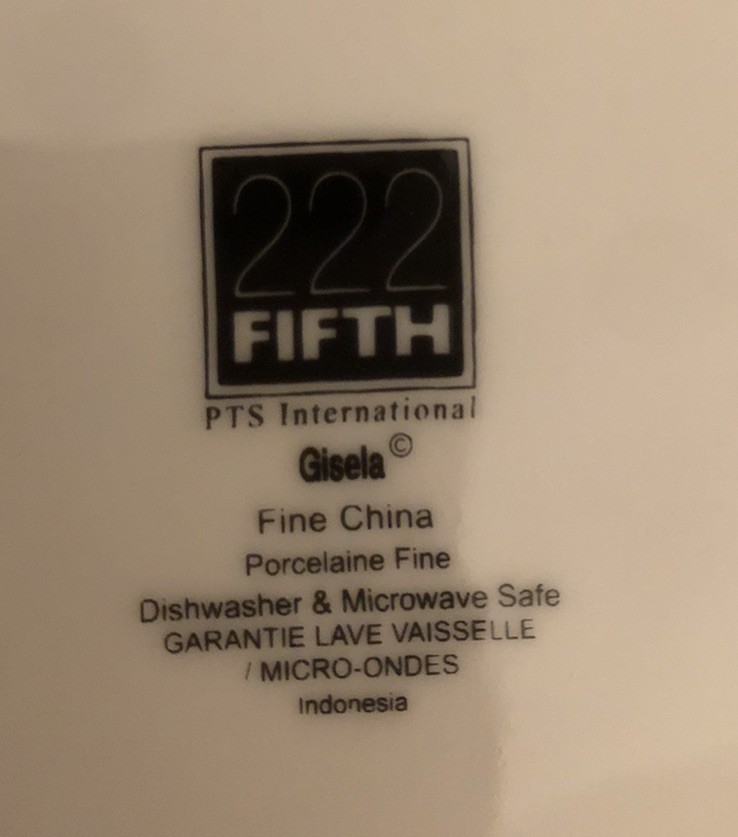 222
FIFTH
PTS International
Gisela©
Fine China
Porcelaine Fine
Dishwasher & Microwave Safe
GARANTIE LAVE VAISSELLE
/ MICRO-ONDES
Indonesia